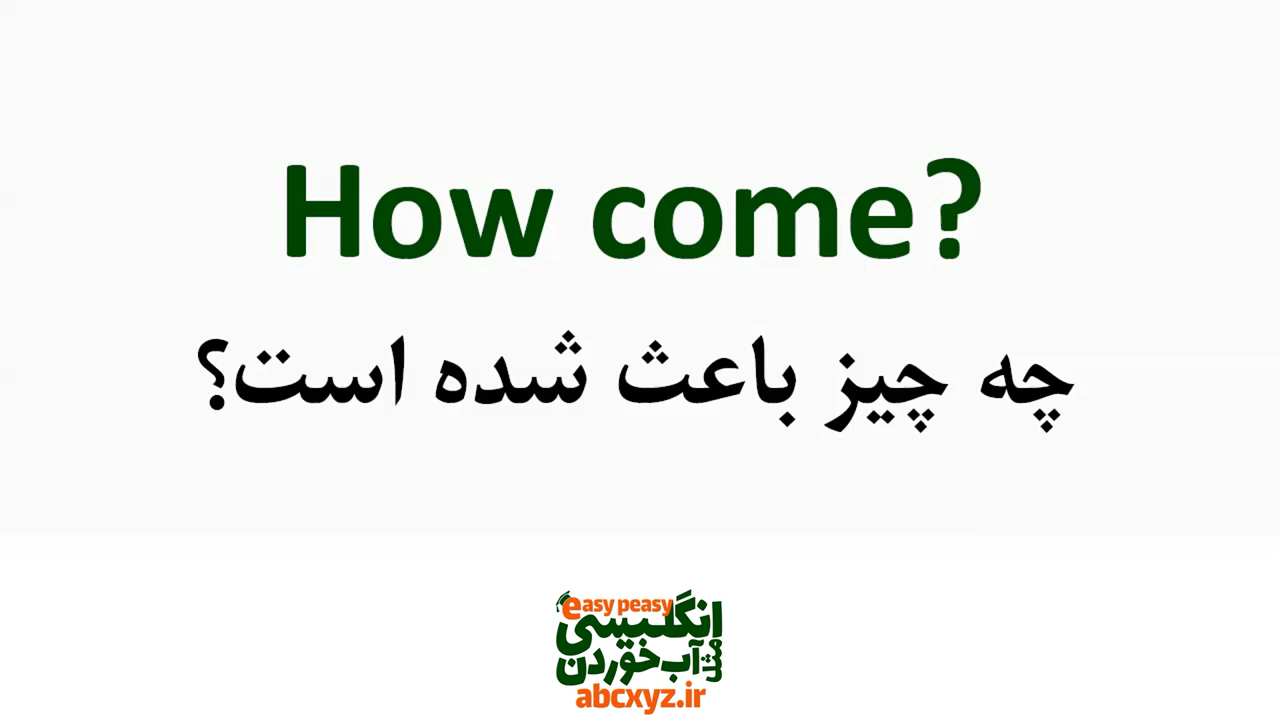 How come?
چه چیز باعث شده است؟
easy peasy
انگلیسی
مثل آب خوردن
abcxyz.ir